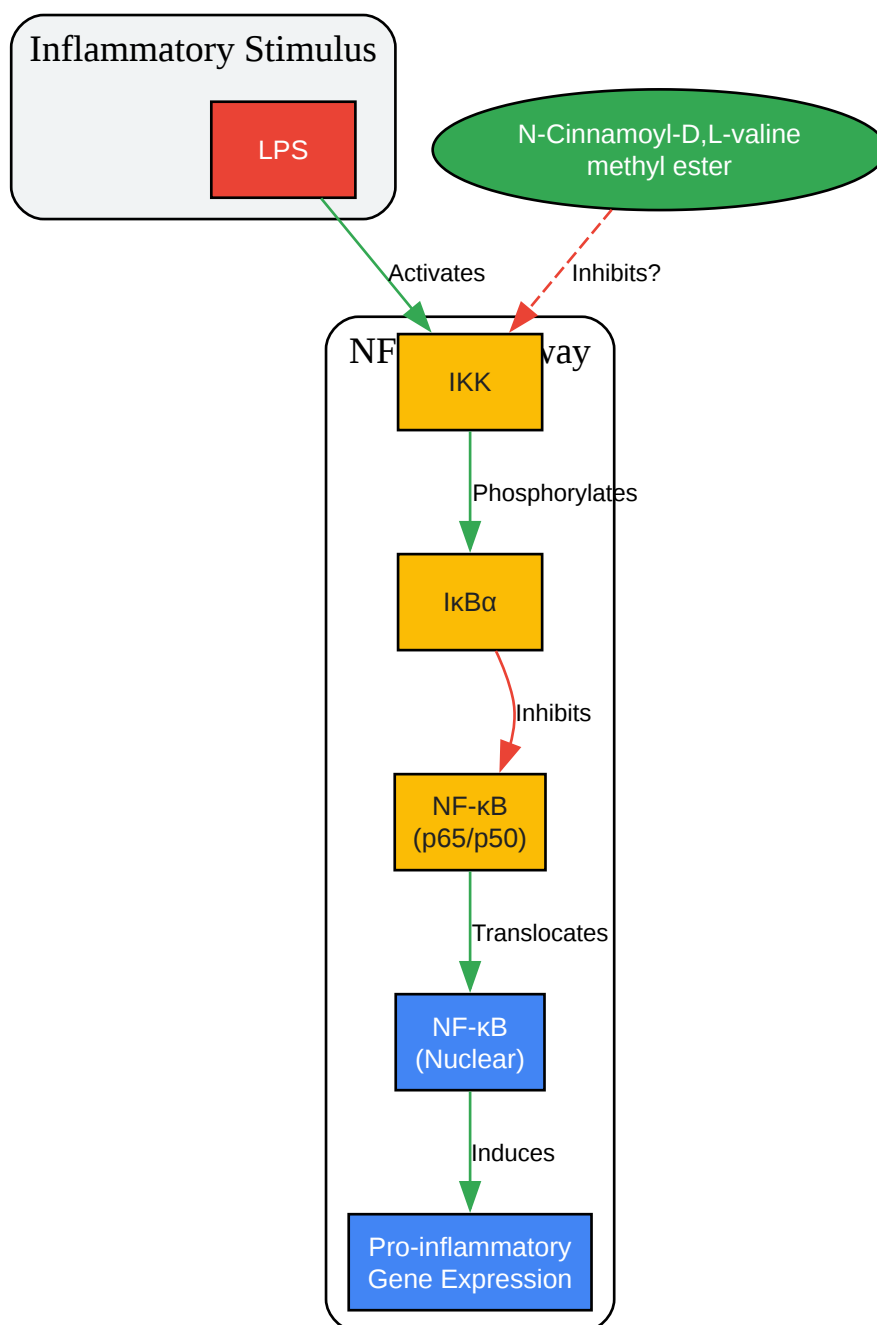 Inflammatory Stimulus
LPS
N-Cinnamoyl-D,L-valine
methyl ester
Activates
Inhibits?
IKK
Phosphorylates
IκBα
Inhibits
NF-κB
(p65/p50)
Translocates
NF-κB
(Nuclear)
Induces
Pro-inflammatory
Gene Expression